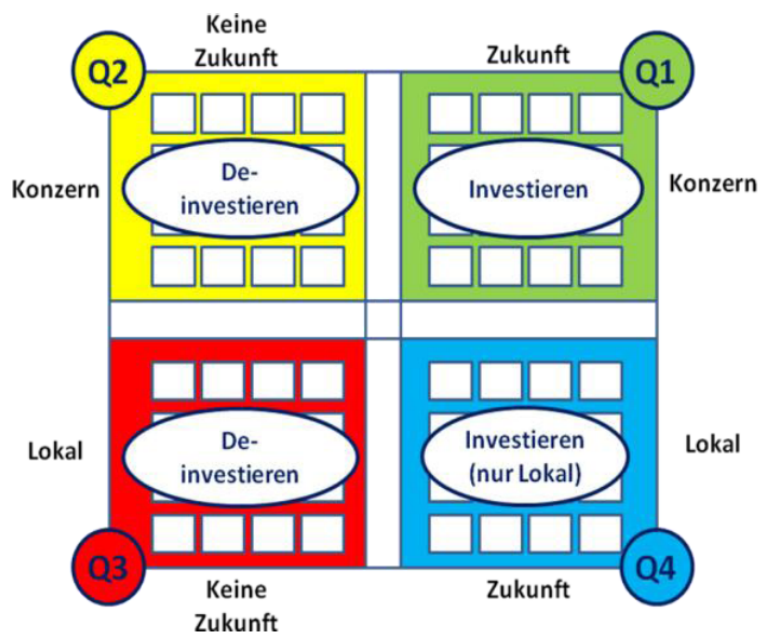 Keine
Zukunft
Zukunft
Q2
Q1
De-
investieren
Investieren
Konzern
Konzern
De-
investieren
Investieren
(nur Lokal)
Lokal
Lokal
Q3
Q4
Keine
Zukunft
Zukunft